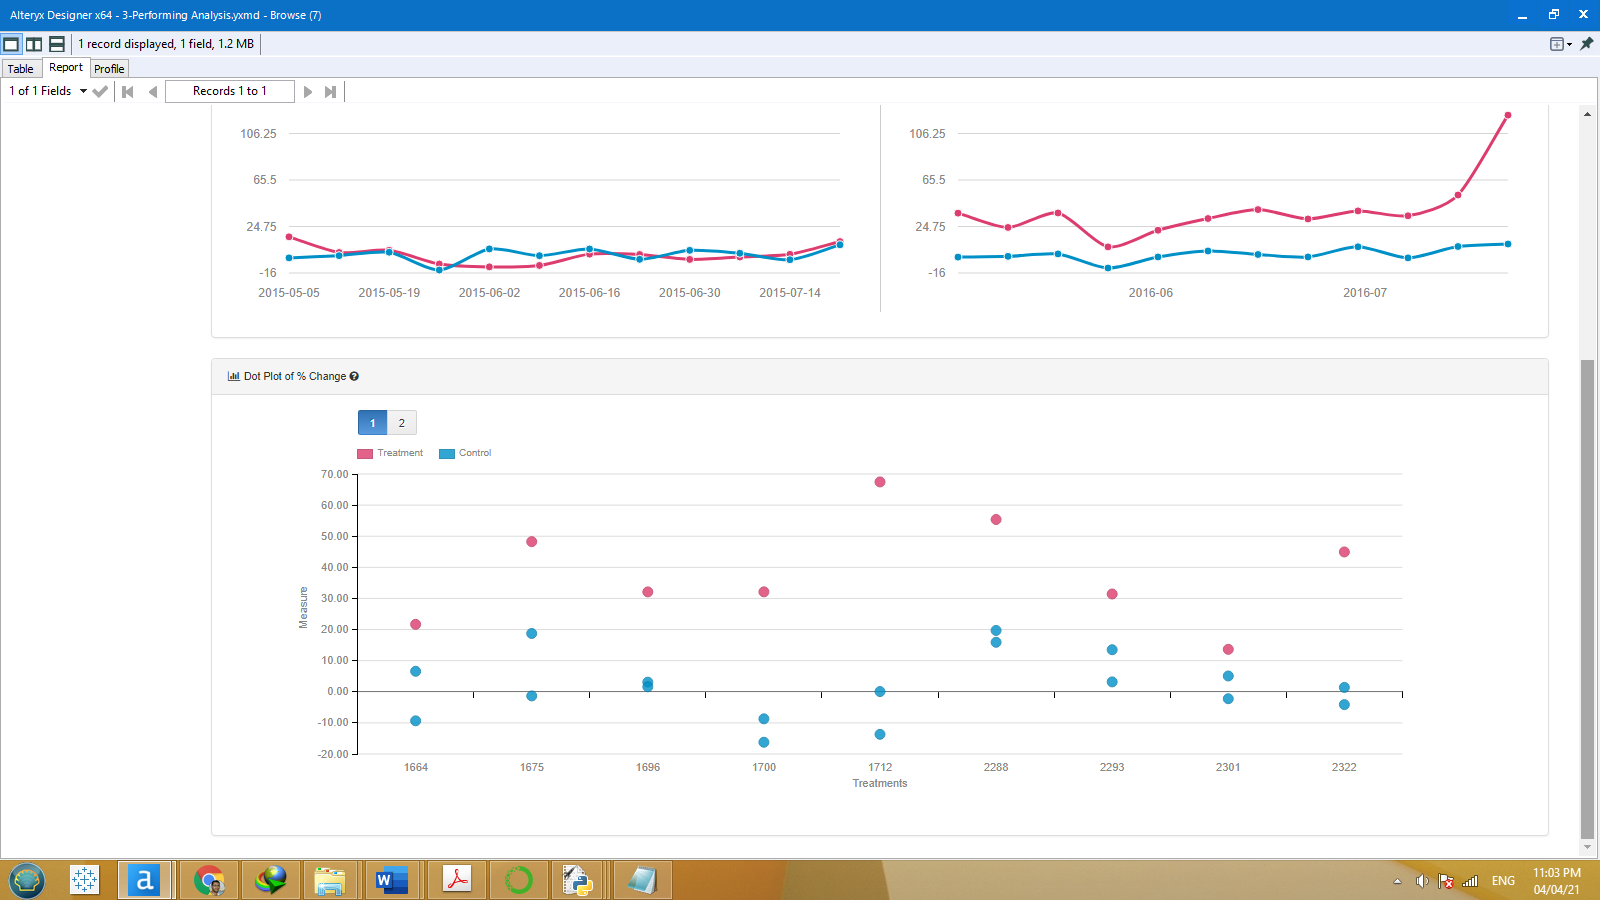 Alteryx Designer x64 - 3-Performing Analysis.yxmd - Browse (7)
1 record displayed, 1 field, 1.2 MB
Table Report Profile
1 of 1 Fields Records 1 to 1
106.25
65.5
24.75
-16
2015-05-05 2015-05-19 2015-06-02 2015-06-16 2015-06-30 2015-07-14
106.25
65.5
24.75
-16
2016-06 2016-07
Dot Plot of % Change
1 2
Treatment Control
Measure
70.00
60.00
50.00
40.00
30.00
20.00
10.00
0.00
-10.00
-20.00
1664 1675 1696 1700 1712 2288 2293 2301 2322
Treatments
ENG
11:03 PM
04/04/21